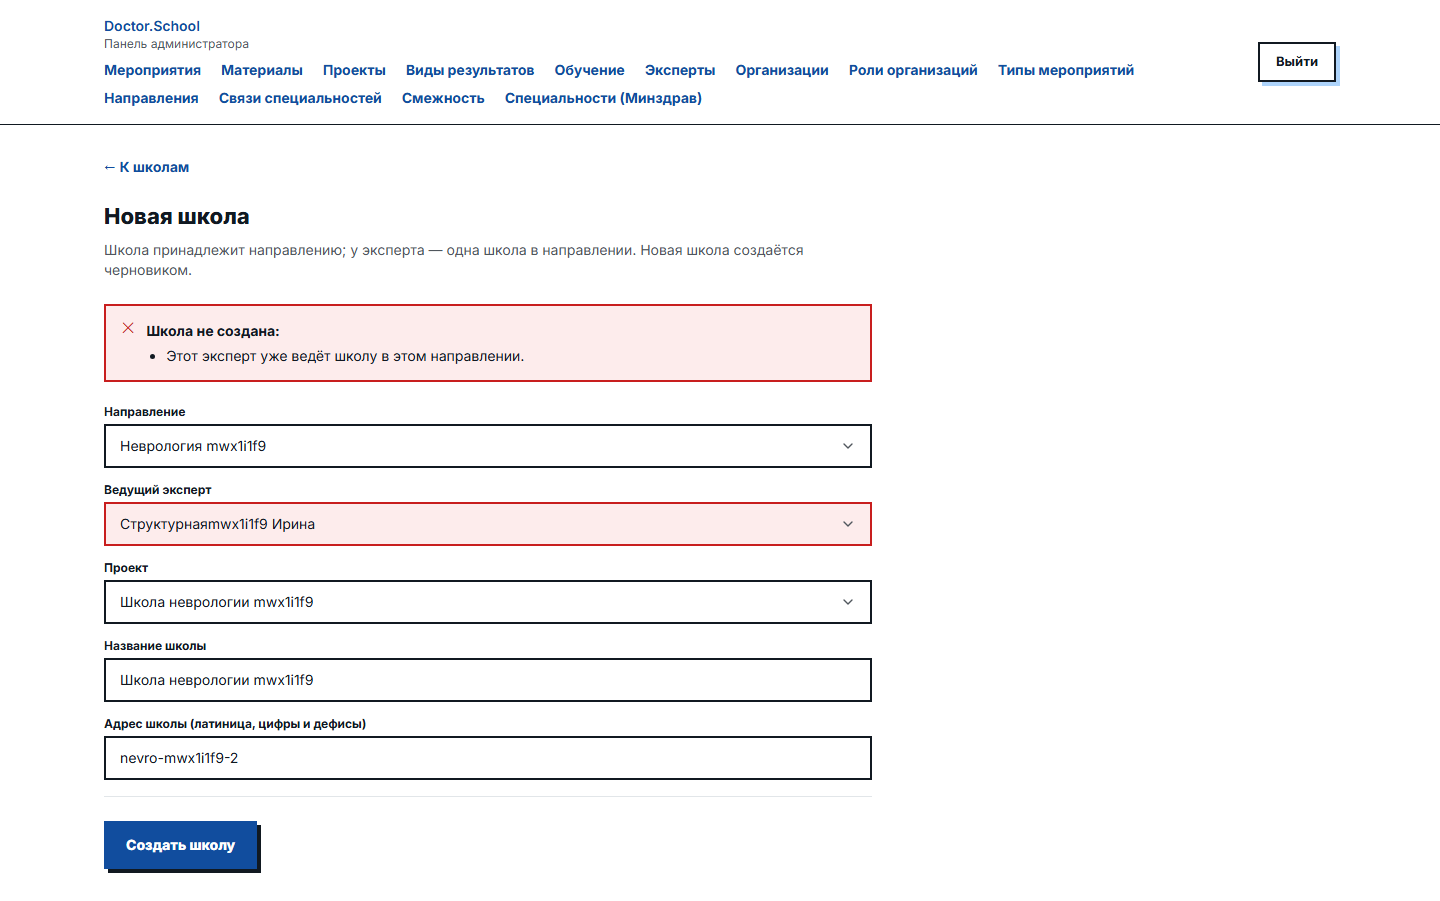 Doctor.School
Панель администратора
Мероприятия Материалы Проекты Виды результатов Обучение Эксперты Организации Роли организаций Типы мероприятий
Направления Связи специальностей Смежность Специальности (Минздрав)
Выйти
← К школам
Новая школа
Школа принадлежит направлению; у эксперта — одна школа в направлении. Новая школа создаётся
черновиком.
Школа не создана:
• Этот эксперт уже ведёт школу в этом направлении.
Направление
Неврология mwx1i1f9
Ведущий эксперт
Структурнаяmwx1i1f9 Ирина
Проект
Школа неврологии mwx1i1f9
Название школы
Школа неврологии mwx1i1f9
Адрес школы (латиница, цифры и дефисы)
nevro-mwx1i1f9-2
Создать школу